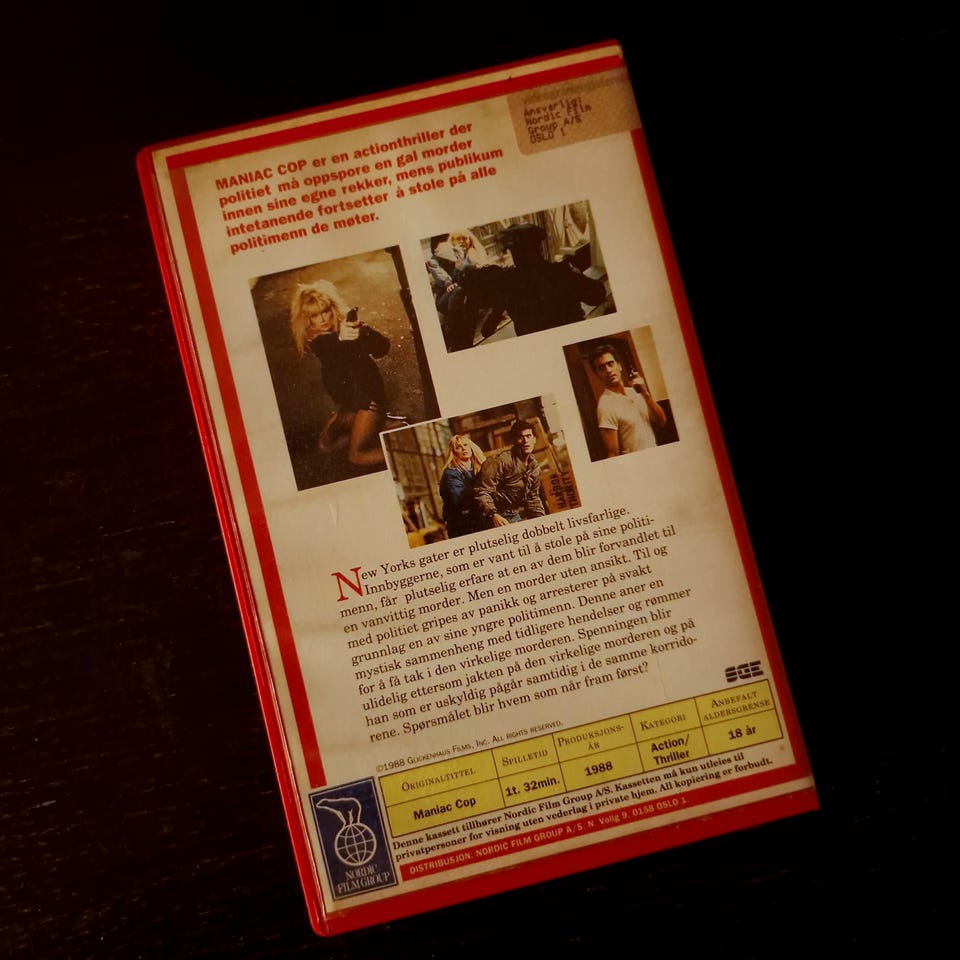 Ansvarlig:
Nordic Film
Group A/S
OSLO 1
MANIAC COP er en actionthriller der
politiet må oppspore en gal morder
innen sine egne rekker, mens publikum
intetanende fortsetter å stole på alle
politimenn de møter.
New Yorks gater er plutselig dobbelt livsfarlige.
Innbyggerne, som er vant til å stole på sine politi-
menn, får plutselig erfare at en av dem blir forvandlet til
en vanvittig morder. Men en morder uten ansikt. Til og
med politiet gripes av panikk og arresterer på svakt
grunnlag en av sine yngre politimenn. Denne aner en
mystisk sammenheng med tidligere hendelser og rømmer
for å få tak i den virkelige morderen. Spenningen blir
ulidelig ettersom jakten på den virkelige morderen og på
han som er uskyldig pågår samtidig i de samme korrido-
rene. Spørsmålet blir hvem som når fram først?
SGE
©1988 GLICKENHAUS FILMS, INC. ALL RIGHTS RESERVED.
ORIGINALTITTEL SPILLETID PRODUKSJONS-ÅR KATEGORI ANBEFALT ALDERSGRENSE
Maniac Cop 1t. 32min. 1988 Action/Thriller 18 år
Denne kassett tilhører Nordic Film Group A/S. Kassetten må kun utleies til
privatpersoner for visning uten vederlag i private hjem. All kopiering er forbudt.
DISTRIBUSJON: NORDIC FILM GROUP A/S. N. Vollg 9. 0158 OSLO 1.
NORDIC
FILM GROUP